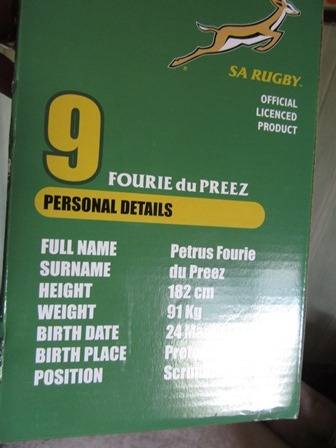 SA RUGBY™
OFFICIAL
LICENCED
PRODUCT
9
FOURIE du PREEZ
PERSONAL DETAILS
FULL NAME Petrus Fourie
SURNAME du Preez
HEIGHT 182 cm
WEIGHT 91 Kg
BIRTH DATE 24
BIRTH PLACE
POSITION